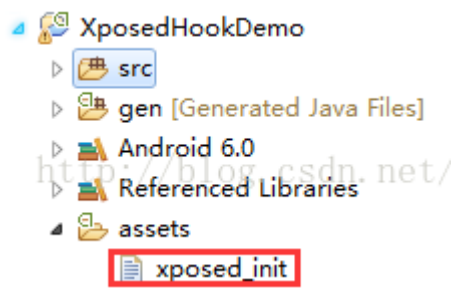 XposedHookDemo
src
gen [Generated Java Files]
Android 6.0
http://blog.csdn.net/
Referenced Libraries
assets
xposed_init